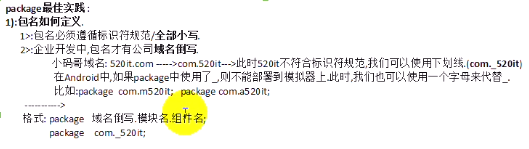 package最佳实践:
1):包名如何定义.
1>:包名必须遵循标识符规范/全部小写.
2>:企业开发中,包名才有公司域名倒写.
小码哥域名: 520it.com ----->com.520it--->此时520it不符含标识符规范,我们可以使用下划线.(com._520it)
在Android中,如果package中使用了_,则不能部署到模拟器上.此时,我们也可以使用一个字母来代替_.
比如:package com.m520it; package com.a520it;
----------->
格式: package 域名倒写.模块名.组件名;
package com._520it;